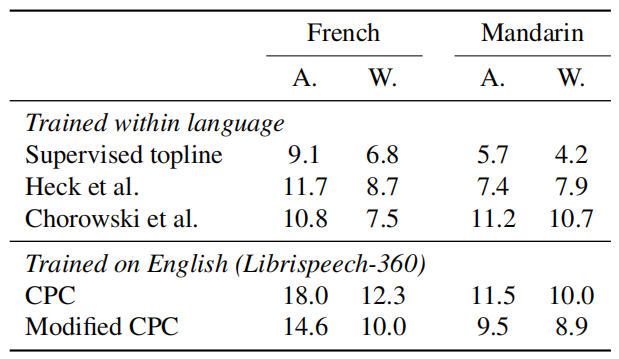 French Mandarin
A. W. A. W.
Trained within language
Supervised topline 9.1 6.8 5.7 4.2
Heck et al. 11.7 8.7 7.4 7.9
Chorowski et al. 10.8 7.5 11.2 10.7
Trained on English (Librispeech-360)
CPC 18.0 12.3 11.5 10.0
Modified CPC 14.6 10.0 9.5 8.9